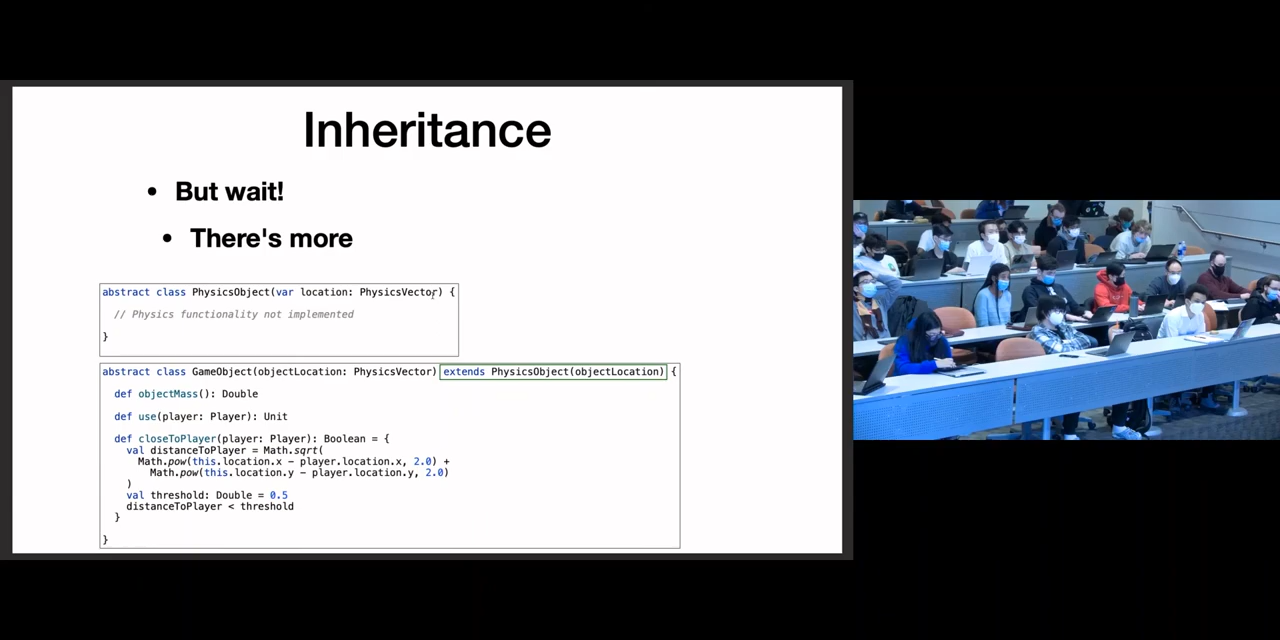 Inheritance
• But wait!
• There's more
abstract class PhysicsObject(var location: PhysicsVector) {
// Physics functionality not implemented
}
abstract class GameObject(objectLocation: PhysicsVector) extends PhysicsObject(objectLocation) {
def objectMass(): Double
def use(player: Player): Unit
def closeToPlayer(player: Player): Boolean = {
val distanceToPlayer = Math.sqrt(
Math.pow(this.location.x - player.location.x, 2.0) +
Math.pow(this.location.y - player.location.y, 2.0)
)
val threshold: Double = 0.5
distanceToPlayer < threshold
}
}